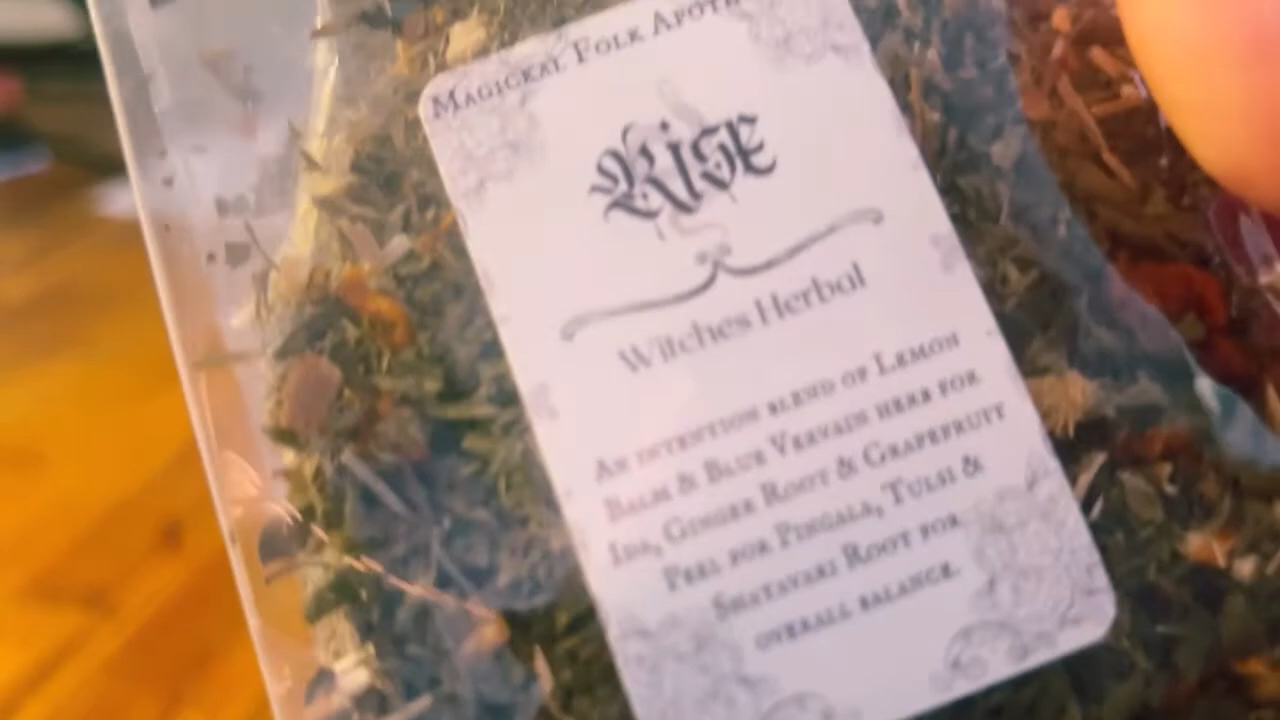 Magickal Folk Apoth
Rise
Witches Herbal
An intention blend of Lemon
Balm & Blue Vervain herb for
Ida, Ginger Root & Grapefruit
Peel for Pingala, Tulsi &
Shatavari Root for
overall balance.